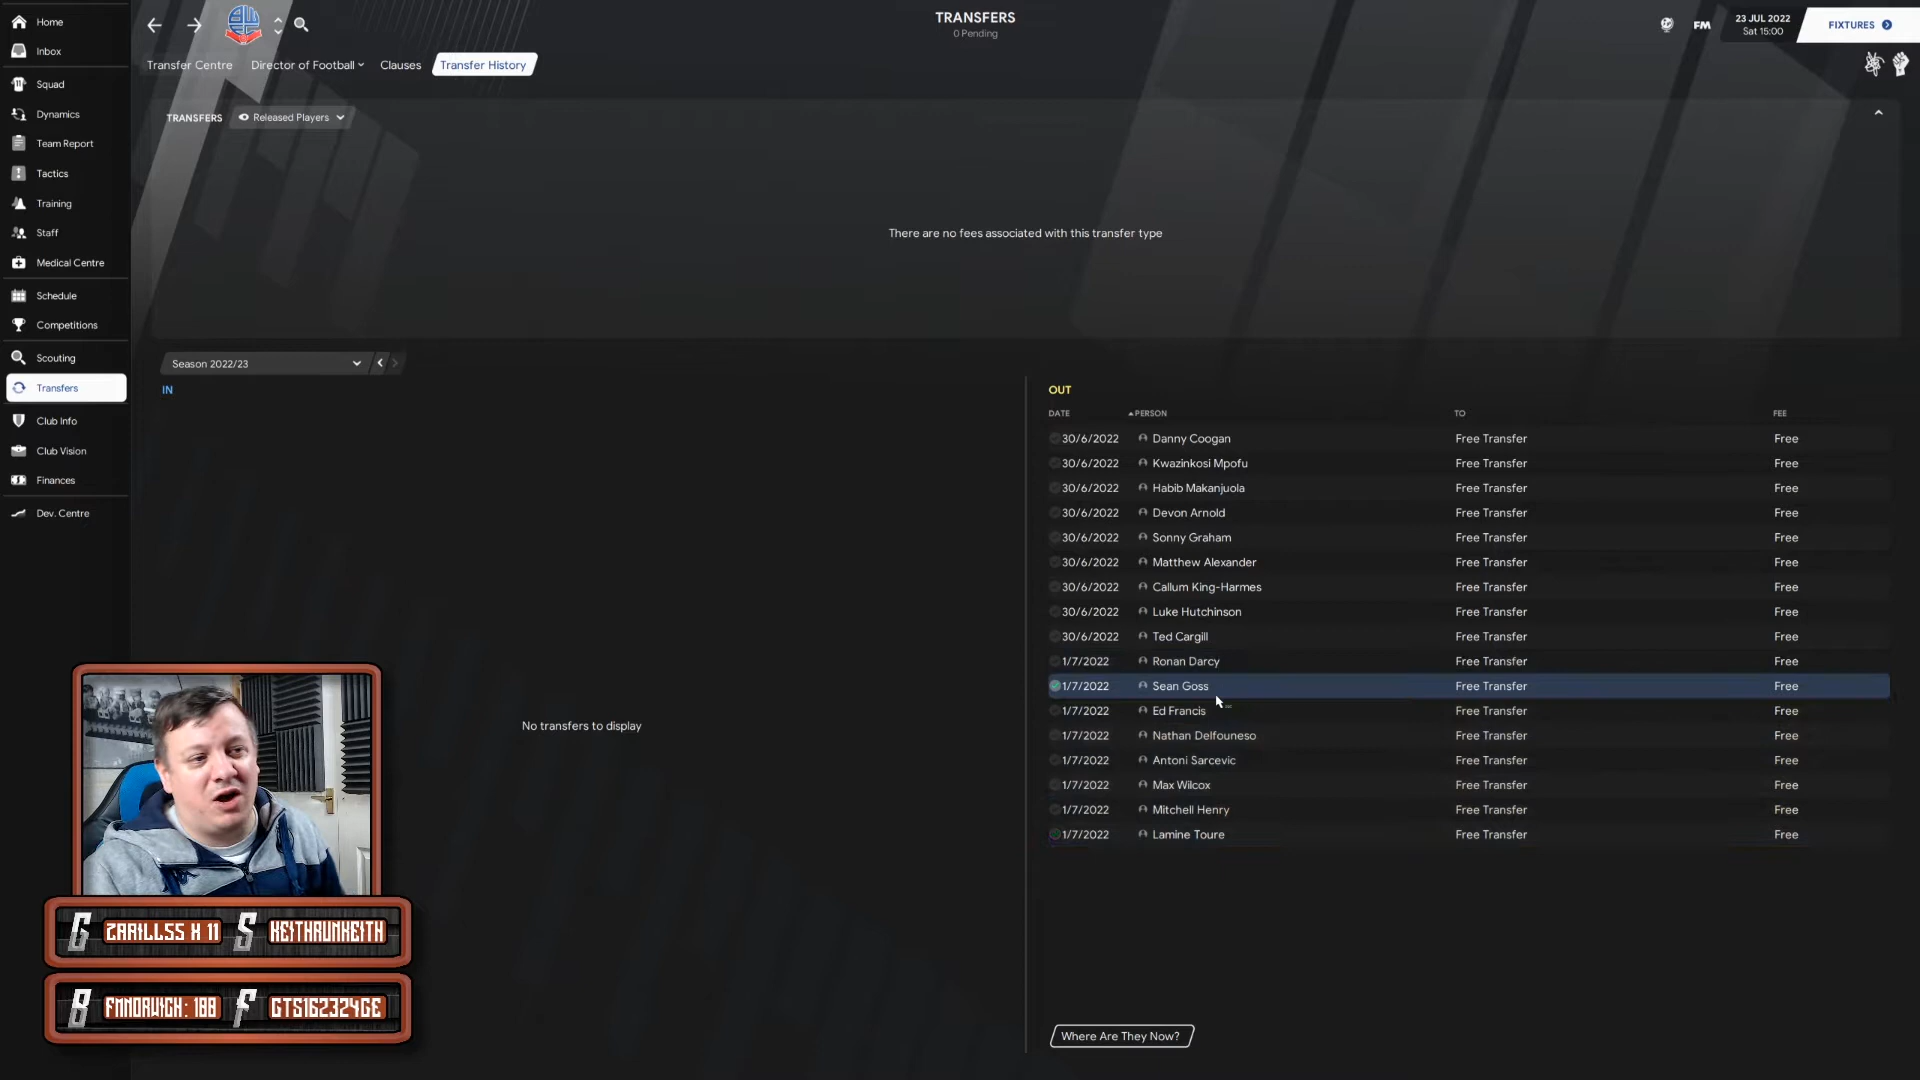 Home
Inbox
Squad
Dynamics
Team Report
Tactics
Training
Staff
Medical Centre
Schedule
Competitions
Scouting
Transfers
Club Info
Club Vision
Finances
Dev. Centre
TRANSFERS
0 Pending
FM
23 JUL 2022
Sat 15:00
FIXTURES
Transfer Centre Director of Football Clauses Transfer History
TRANSFERS Released Players
There are no fees associated with this transfer type
Season 2022/23
IN
No transfers to display
OUT
DATE PERSON TO FEE
30/6/2022 Danny Coogan Free Transfer Free
30/6/2022 Kwazinkosi Mpofu Free Transfer Free
30/6/2022 Habib Makanjuola Free Transfer Free
30/6/2022 Devon Arnold Free Transfer Free
30/6/2022 Sonny Graham Free Transfer Free
30/6/2022 Matthew Alexander Free Transfer Free
30/6/2022 Callum King-Harmes Free Transfer Free
30/6/2022 Luke Hutchinson Free Transfer Free
30/6/2022 Ted Cargill Free Transfer Free
1/7/2022 Ronan Darcy Free Transfer Free
1/7/2022 Sean Goss Free Transfer Free
1/7/2022 Ed Francis Free Transfer Free
1/7/2022 Nathan Delfouneso Free Transfer Free
1/7/2022 Antoni Sarcevic Free Transfer Free
1/7/2022 Max Wilcox Free Transfer Free
1/7/2022 Mitchell Henry Free Transfer Free
1/7/2022 Lamine Toure Free Transfer Free
Where Are They Now?
G ZARILLSS X 11 S KEITHRUNKEITH
B FMNORWICH: 188 F GTS162324GE